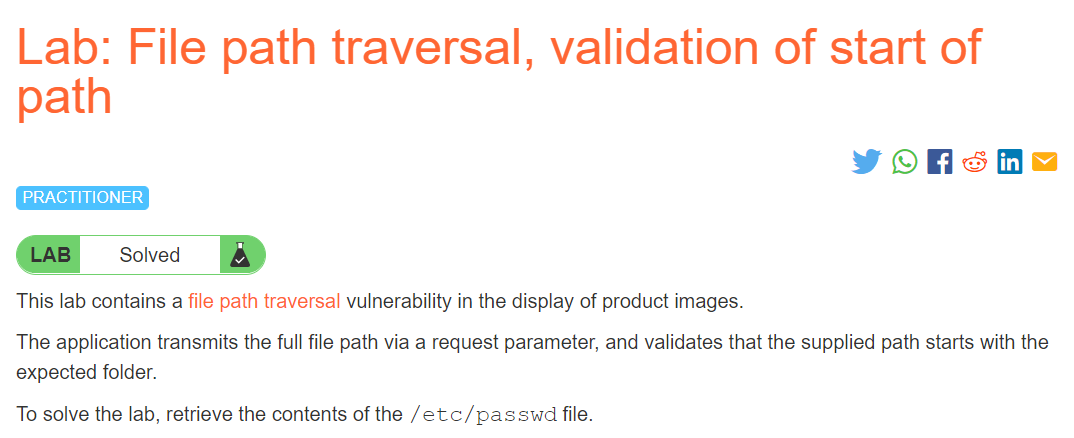 Lab: File path traversal, validation of start of
path
PRACTITIONER
LAB Solved
This lab contains a file path traversal vulnerability in the display of product images.
The application transmits the full file path via a request parameter, and validates that the supplied path starts with the
expected folder.
To solve the lab, retrieve the contents of the /etc/passwd file.